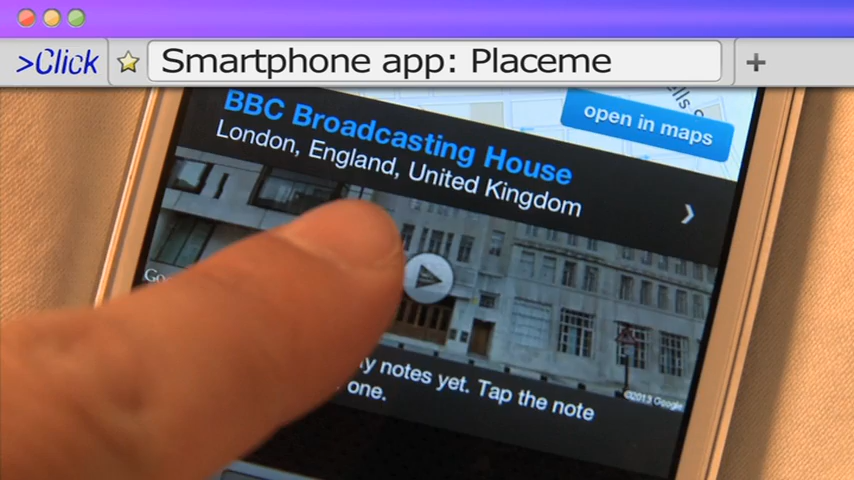 >Click
Smartphone app: Placeme
+
open in maps
BBC Broadcasting House
London, England, United Kingdom
notes yet. Tap the note
one.
©2013 Google